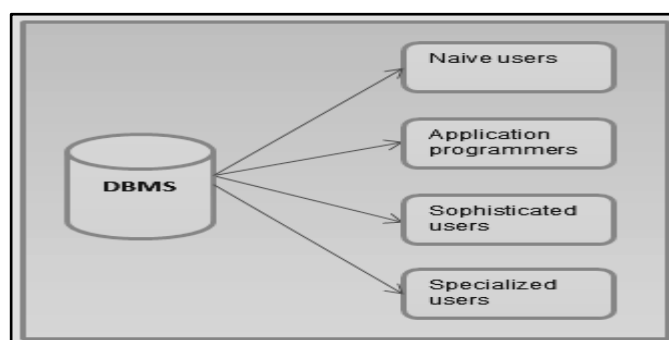 DBMS
Naive users
Application
programmers
Sophisticated
users
Specialized
users